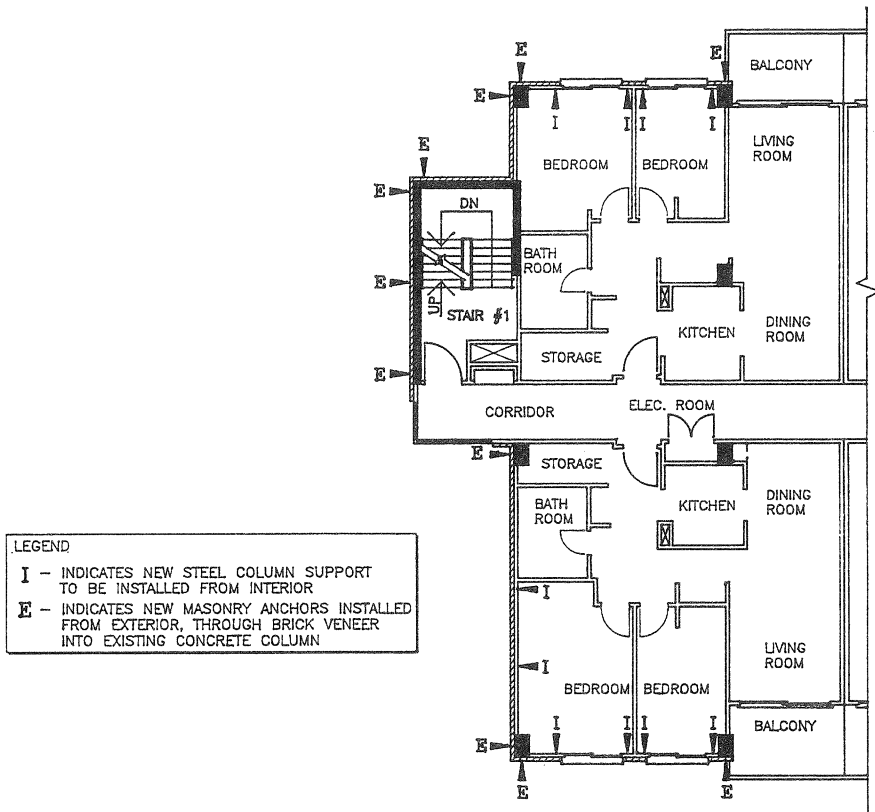 E
E
BALCONY
E
I
I
I
I
LIVING
ROOM
E
BEDROOM
BEDROOM
E
DN
BATH
ROOM
E
UP
STAIR #1
KITCHEN
DINING
ROOM
STORAGE
E
CORRIDOR
ELEC. ROOM
E
STORAGE
BATH
ROOM
KITCHEN
DINING
ROOM
LEGEND
I - INDICATES NEW STEEL COLUMN SUPPORT
TO BE INSTALLED FROM INTERIOR
E - INDICATES NEW MASONRY ANCHORS INSTALLED
FROM EXTERIOR, THROUGH BRICK VENEER
INTO EXISTING CONCRETE COLUMN
I
I
LIVING
ROOM
BEDROOM
BEDROOM
I
I
I
I
BALCONY
E
E
E